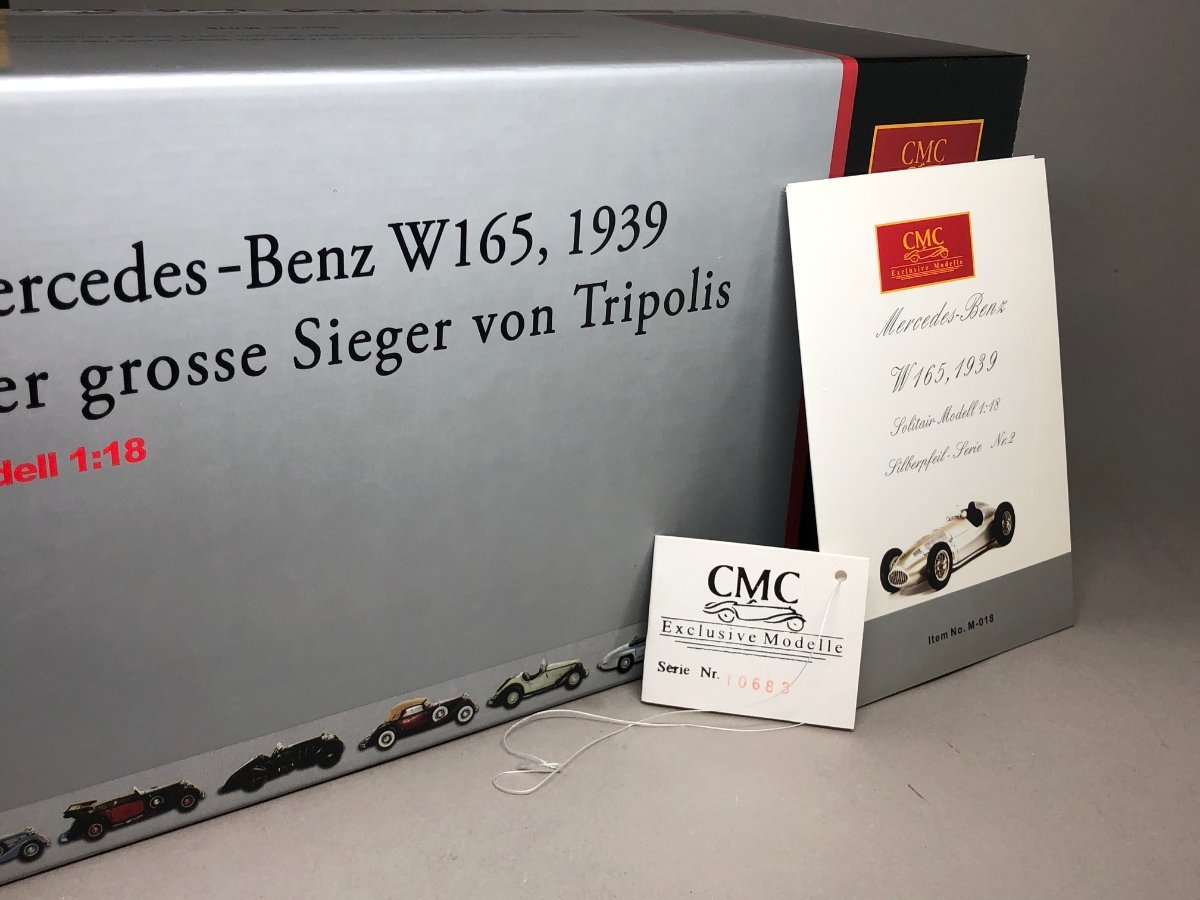 ercedes-Benz W165, 1939
er grosse Sieger von Tripolis
dell 1:18
CMC
CMC
Exclusive Modelle
Mercedes-Benz
W165, 1939
Solitair Modell 1:18
Silberpfeil-Serie Nr. 2
Item No. M-018
CMC
Exclusive Modelle
Serie Nr. 10683